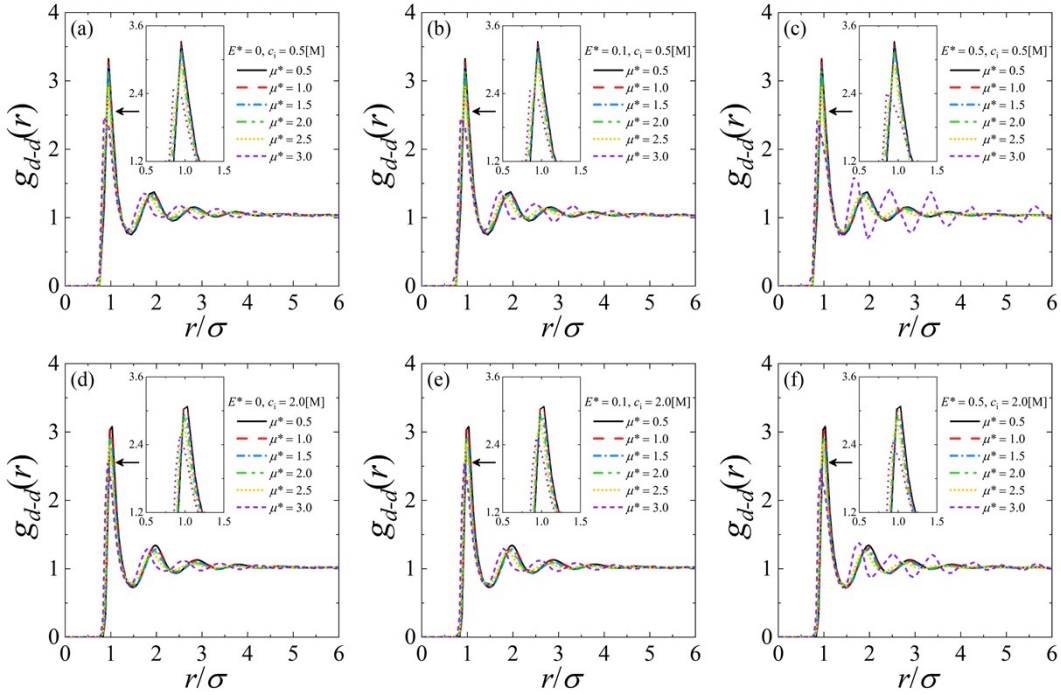 (a)
E* = 0, c_i = 0.5[M]
μ* = 0.5
μ* = 1.0
μ* = 1.5
μ* = 2.0
μ* = 2.5
μ* = 3.0
3.6
2.4
1.2
0.5 1.0 1.5
4
3
2
1
0
g_{d-d}(r)
0 1 2 3 4 5 6
r/σ
(b)
E* = 0.1, c_i = 0.5[M]
μ* = 0.5
μ* = 1.0
μ* = 1.5
μ* = 2.0
μ* = 2.5
μ* = 3.0
3.6
2.4
1.2
0.5 1.0 1.5
4
3
2
1
0
g_{d-d}(r)
0 1 2 3 4 5 6
r/σ
(c)
E* = 0.5, c_i = 0.5[M]
μ* = 0.5
μ* = 1.0
μ* = 1.5
μ* = 2.0
μ* = 2.5
μ* = 3.0
3.6
2.4
1.2
0.5 1.0 1.5
4
3
2
1
0
g_{d-d}(r)
0 1 2 3 4 5 6
r/σ
(d)
E* = 0, c_i = 2.0[M]
μ* = 0.5
μ* = 1.0
μ* = 1.5
μ* = 2.0
μ* = 2.5
μ* = 3.0
3.6
2.4
1.2
0.5 1.0 1.5
4
3
2
1
0
g_{d-d}(r)
0 1 2 3 4 5 6
r/σ
(e)
E* = 0.1, c_i = 2.0[M]
μ* = 0.5
μ* = 1.0
μ* = 1.5
μ* = 2.0
μ* = 2.5
μ* = 3.0
3.6
2.4
1.2
0.5 1.0 1.5
4
3
2
1
0
g_{d-d}(r)
0 1 2 3 4 5 6
r/σ
(f)
E* = 0.5, c_i = 2.0[M]
μ* = 0.5
μ* = 1.0
μ* = 1.5
μ* = 2.0
μ* = 2.5
μ* = 3.0
3.6
2.4
1.2
0.5 1.0 1.5
4
3
2
1
0
g_{d-d}(r)
0 1 2 3 4 5 6
r/σ